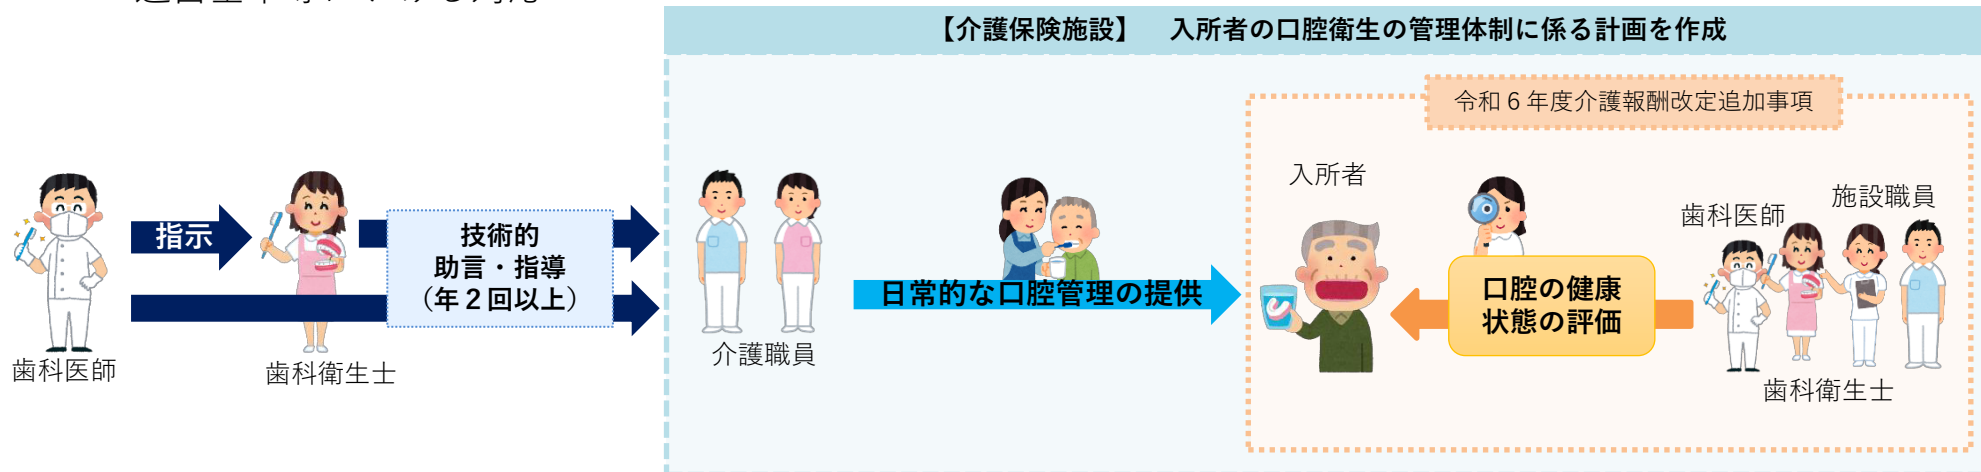 【介護保険施設】 入所者の口腔衛生の管理体制に係る計画を作成
令和6年度介護報酬改定追加事項
指示
技術的
助言・指導
（年２回以上）
歯科医師
歯科衛生士
介護職員
日常的な口腔管理の提供
入所者
口腔の健康
状態の評価
歯科医師
施設職員
歯科衛生士